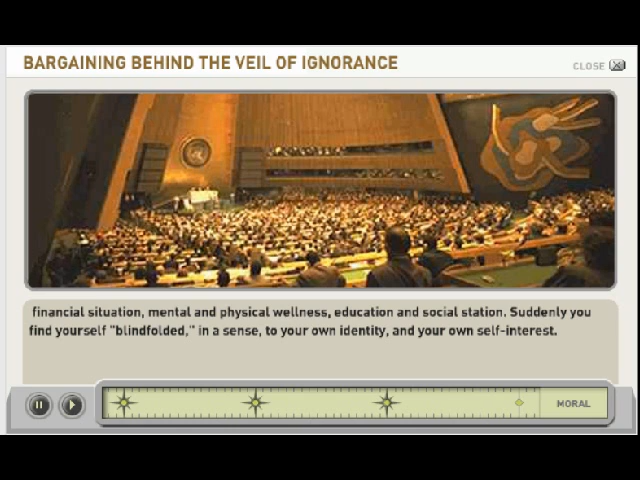 BARGAINING BEHIND THE VEIL OF IGNORANCE
CLOSE
financial situation, mental and physical wellness, education and social station. Suddenly you
find yourself "blindfolded," in a sense, to your own identity, and your own self-interest.
MORAL